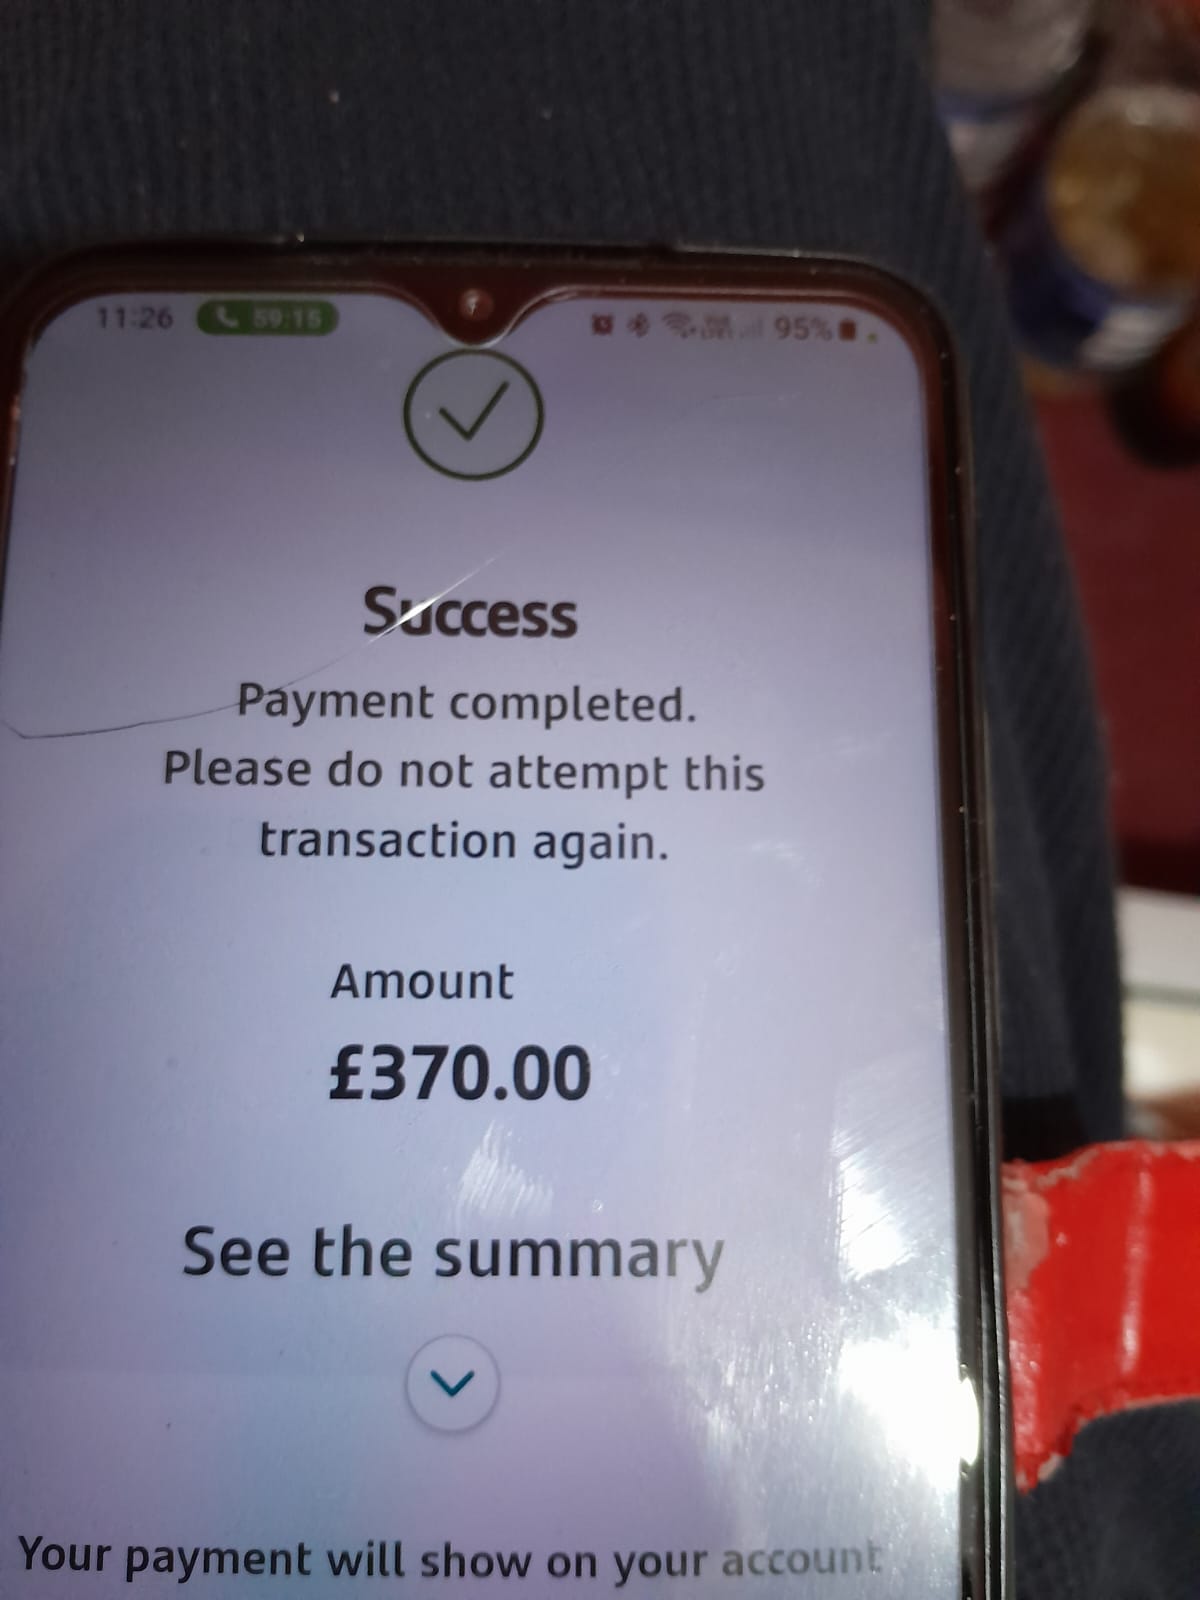 11:26 59:15 95%
Success
Payment completed.
Please do not attempt this
transaction again.
Amount
£370.00
See the summary
Your payment will show on your account